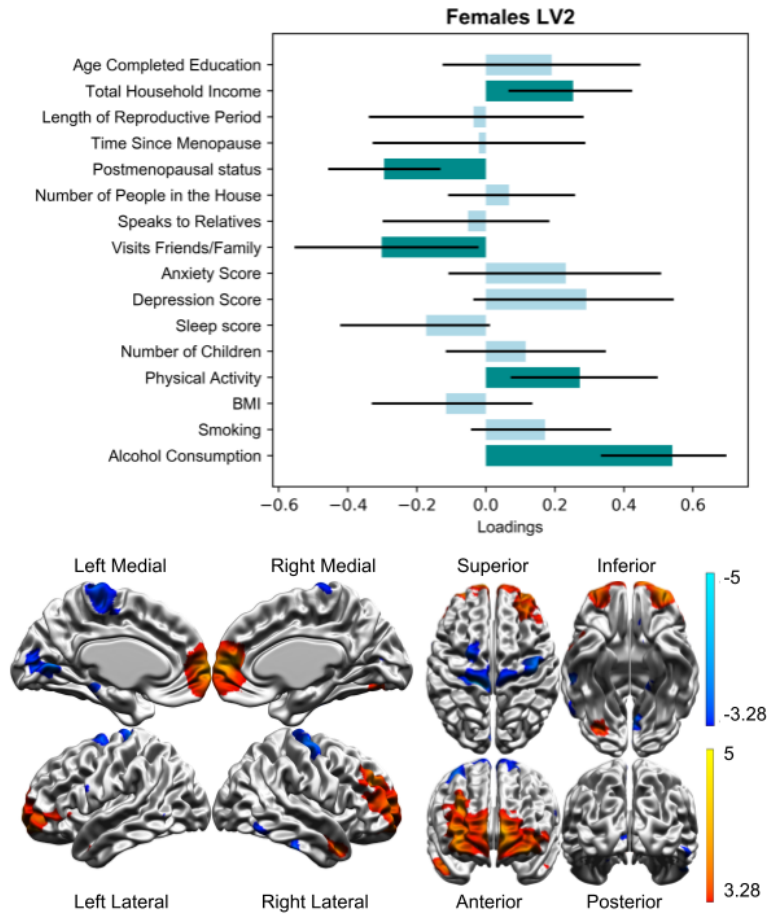 Females LV2
Age Completed Education
Total Household Income
Length of Reproductive Period
Time Since Menopause
Postmenopausal status
Number of People in the House
Speaks to Relatives
Visits Friends/Family
Anxiety Score
Depression Score
Sleep score
Number of Children
Physical Activity
BMI
Smoking
Alcohol Consumption
−0.6 −0.4 −0.2 0.0 0.2 0.4 0.6
Loadings
Left Medial Right Medial Superior Inferior
-5
-3.28
5
3.28
Left Lateral Right Lateral Anterior Posterior